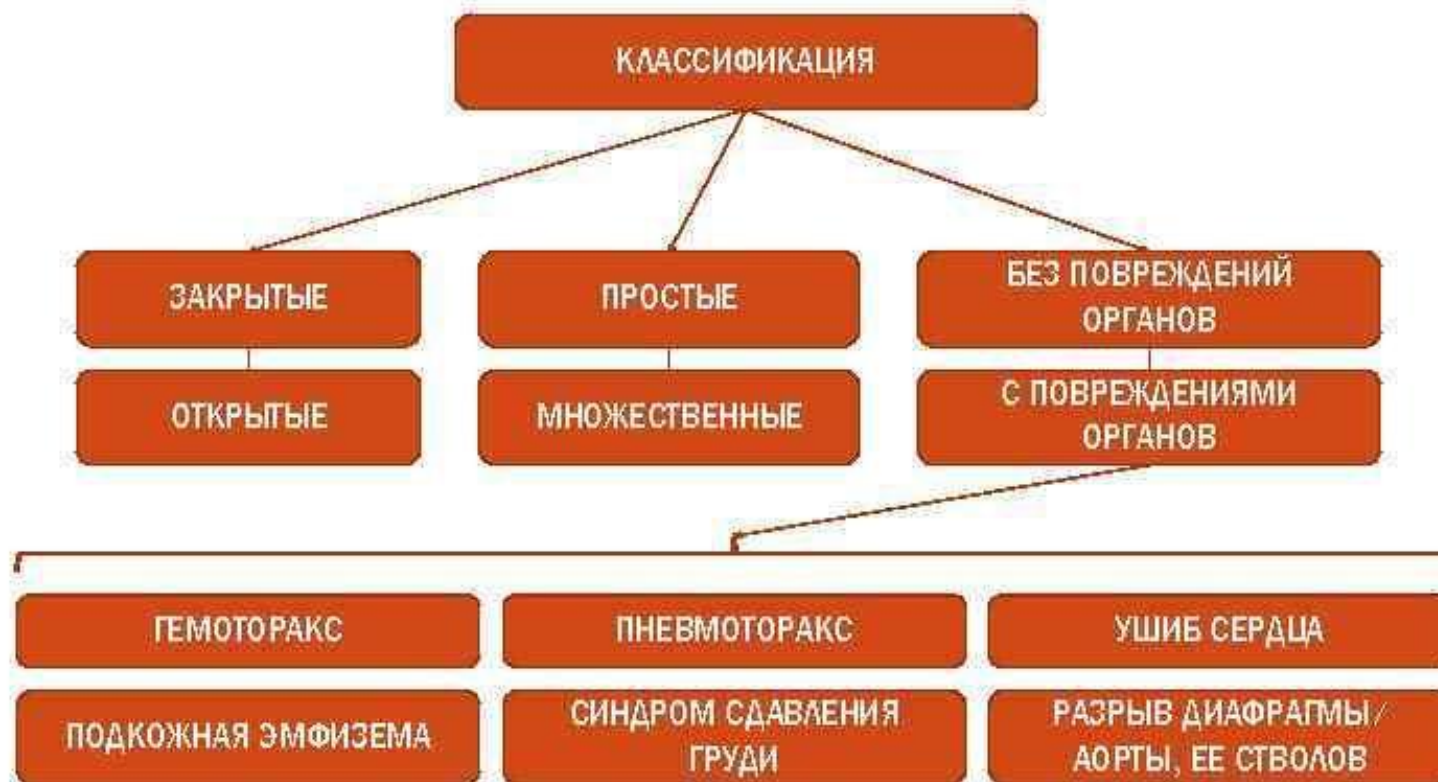 КЛАССИФИКАЦИЯ
ЗАКРЫТЫЕ
ПРОСТЫЕ
БЕЗ ПОВРЕЖДЕНИЙ
ОРГАНОВ
ОТКРЫТЫЕ
МНОЖЕСТВЕННЫЕ
С ПОВРЕЖДЕНИЯМИ
ОРГАНОВ
ГЕМОТОРАКС
ПНЕВМОТОРАКС
УШИБ СЕРДЦА
ПОДКОЖНАЯ ЭМФИЗЕМА
СИНДРОМ СДАВЛЕНИЯ
ГРУДИ
РАЗРЫВ ДИАФРАГМЫ/
АОРТЫ, ЕЕ СТВОЛОВ